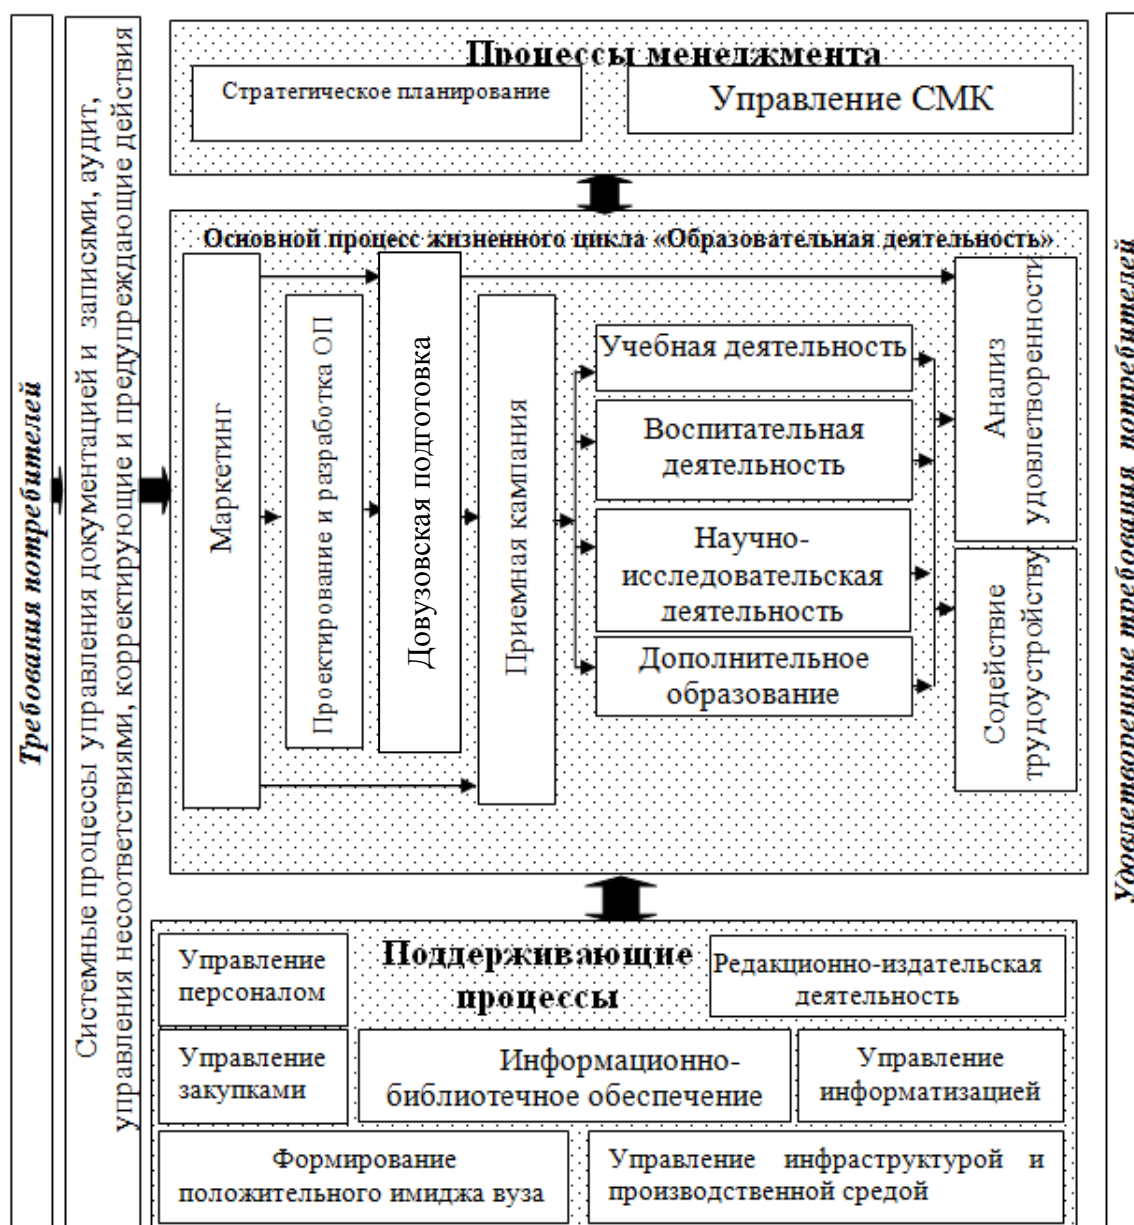 Требования потребителей
Системные процессы управления документацией и записями, аудит,
управления несоответствиями, корректирующие и предупреждающие действия
Процессы менеджмента
Стратегическое планирование
Управление СМК
Основной процесс жизненного цикла «Образовательная деятельность»
Маркетинг
Проектирование и разработка ОП
Довузовская подготовка
Приемная кампания
Учебная деятельность
Воспитательная
деятельность
Научно-
исследовательская
деятельность
Дополнительное
образование
Анализ
удовлетворенности
Содействие
трудоустройству
Поддерживающие
процессы
Управление
персоналом
Редакционно-издательская
деятельность
Управление
закупками
Информационно-
библиотечное обеспечение
Управление
информатизацией
Формирование
положительного имиджа вуза
Управление инфраструктурой и
производственной средой
Удовлетворенные требования потребителей